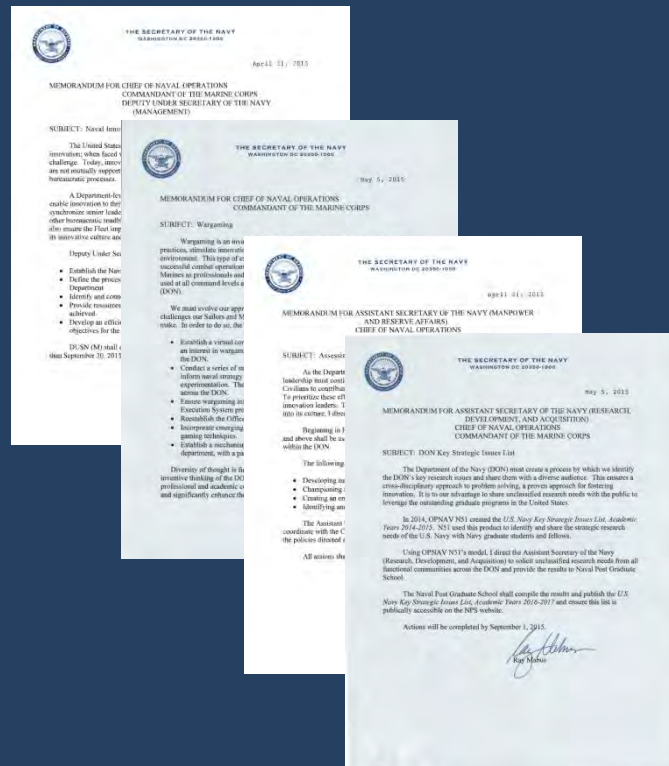 THE SECRETARY OF THE NAVY
WASHINGTON DC 20350-1000
April 21, 2015
MEMORANDUM FOR CHIEF OF NAVAL OPERATIONS
COMMANDANT OF THE MARINE CORPS
DEPUTY UNDER SECRETARY OF THE NAVY
(MANAGEMENT)
SUBJECT: Naval Inno
The United States
innovation; when faced
challenge. Today, innov
are not mutually support
bureaucratic processes.
A Department-lev
enable innovation to thr
synchronize senior leade
other bureaucratic roadb
also ensure the Fleet imp
its innovative culture and
Deputy Under Sec
• Establish the Nav
• Define the proces
Department
• Identify and com
• Provide resources
achieved.
• Develop an effici
objectives for the
DUSN (M) shall
than September 20, 2015
THE SECRETARY OF THE NAVY
WASHINGTON DC 20350-1000
May 5, 2015
MEMORANDUM FOR CHIEF OF NAVAL OPERATIONS
COMMANDANT OF THE MARINE CORPS
SUBJECT: Wargaming
Wargaming is an inva
practices, stimulate innovatio
environment. This type of e
successful combat operation
Marines as professionals and
used at all command levels a
(DON).
We must evolve our appr
challenges our Sailors and M
make. In order to do so, the
• Establish a virtual cor
an interest in wargam
the DON.
• Conduct a series of
inform naval strategy
experimentation. The
across the DON.
• Ensure wargaming in
Execution System pro
• Reestablish the Office
• Incorporate emerging
gaming techniques.
• Establish a mechanism
department, with a pa
Diversity of thought is fu
inventive thinking of the DO
professional and academic c
and significantly enhance the
THE SECRETARY OF THE NAVY
WASHINGTON DC 20350-1000
April 21, 2015
MEMORANDUM FOR ASSISTANT SECRETARY OF THE NAVY (MANPOWER
AND RESERVE AFFAIRS)
CHIEF OF NAVAL OPERATIONS
SUBJECT: Assessin
As the Departm
leadership must conti
Civilians to contribut
To prioritize these eff
innovation leaders. T
into its culture, I direc
Beginning in F
and above shall be as
within the DON.
The following
• Developing in
• Championing
• Creating an en
• Identifying and
The Assistant
coordinate with the C
the policies directed
All actions sha
THE SECRETARY OF THE NAVY
WASHINGTON DC 20350-1000
May 5, 2015
MEMORANDUM FOR ASSISTANT SECRETARY OF THE NAVY (RESEARCH,
DEVELOPMENT, AND ACQUISITION)
CHIEF OF NAVAL OPERATIONS
COMMANDANT OF THE MARINE CORPS
SUBJECT: DON Key Strategic Issues List
The Department of the Navy (DON) must create a process by which we identify
the DON's key research issues and share them with a diverse audience. This ensures a
cross-disciplinary approach to problem solving, a proven approach for fostering
innovation. It is to our advantage to share unclassified research needs with the public to
leverage the outstanding graduate programs in the United States.
In 2014, OPNAV N51 created the U.S. Navy Key Strategic Issues List, Academic
Years 2014-2015. N51 used this product to identify and share the strategic research
needs of the U.S. Navy with Navy graduate students and fellows.
Using OPNAV N51's model, I direct the Assistant Secretary of the Navy
(Research, Development, and Acquisition) to solicit unclassified research needs from all
functional communities across the DON and provide the results to Naval Post Graduate
School.
The Naval Post Graduate School shall compile the results and publish the U.S.
Navy Key Strategic Issues List, Academic Years 2016-2017 and ensure this list is
publically accessible on the NPS website.
Actions will be completed by September 1, 2015.
Ray Mabus